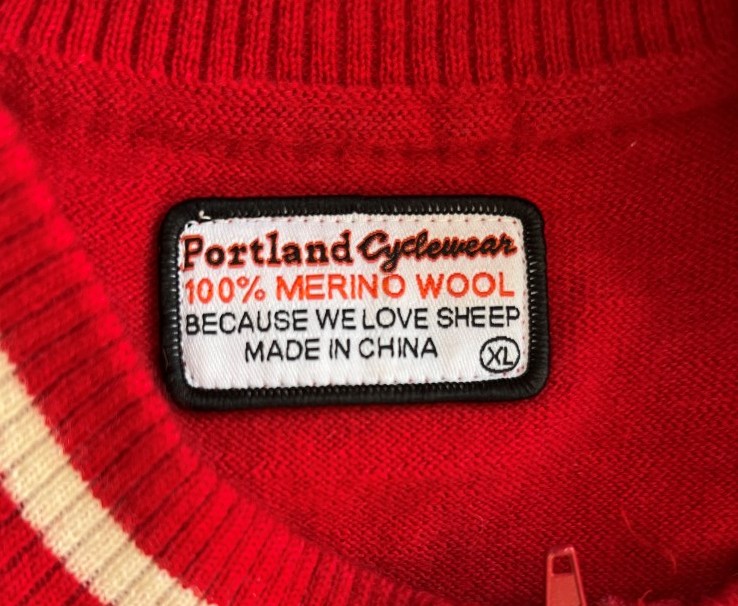 Portland Cyclewear
100% MERINO WOOL
BECAUSE WE LOVE SHEEP
MADE IN CHINA
XL